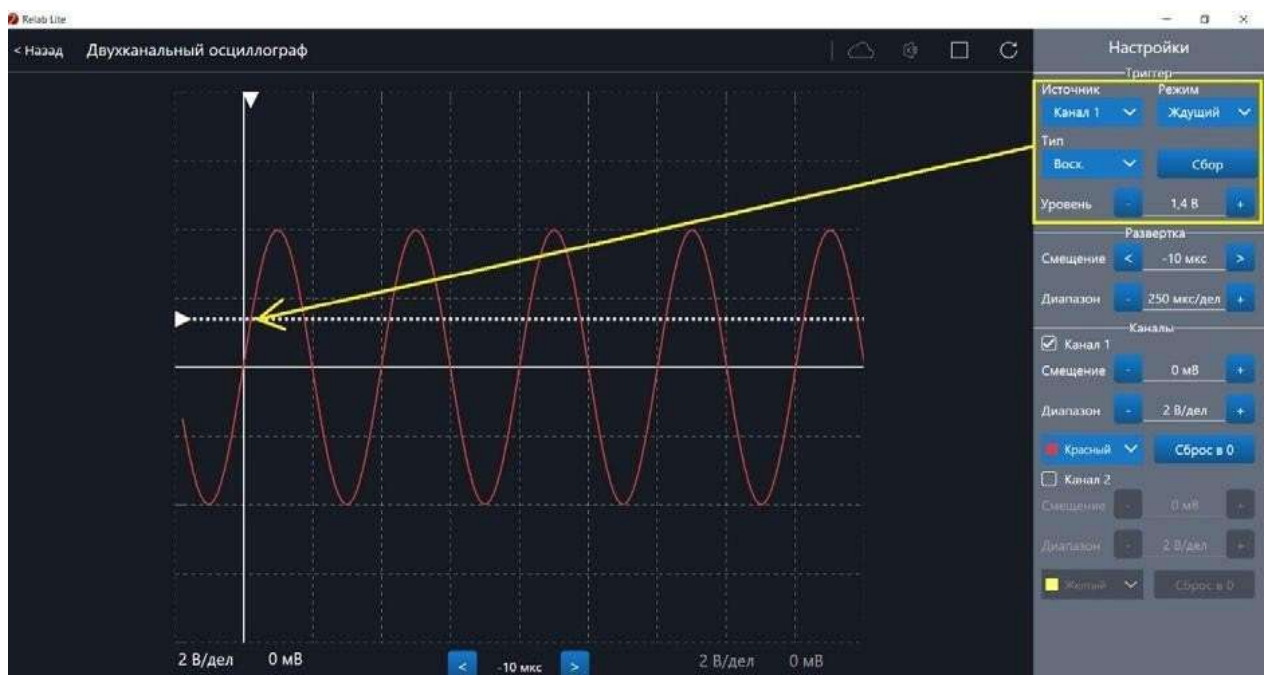 Relab Lite
< Назад Двухканальный осциллограф
Настройки
Триггер
Источник Режим
Канал 1 Ждущий
Тип
Восх. Сбор
Уровень - 1,4 В +
Развертка
Смещение < -10 мкс >
Диапазон - 250 мкс/дел +
Каналы
Канал 1
Смещение - 0 мВ +
Диапазон - 2 В/дел +
Красный Сброс в 0
Канал 2
Смещение - 0 мВ +
Диапазон - 2 В/дел +
Желтый Сброс в 0
2 В/дел 0 мВ < -10 мкс > 2 В/дел 0 мВ